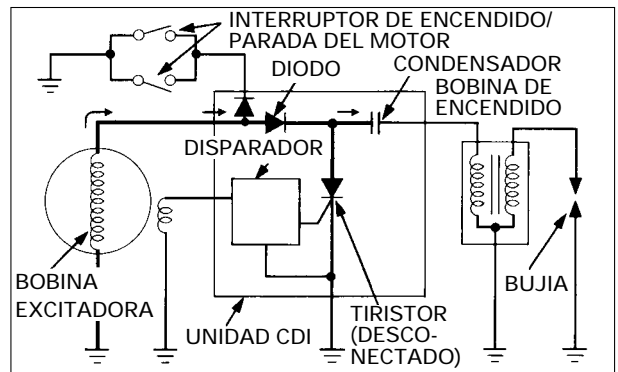 INTERRUPTOR DE ENCENDIDO/
PARADA DEL MOTOR
DIODO
CONDENSADOR
BOBINA DE
ENCENDIDO
DISPARADOR
BOBINA
EXCITADORA
UNIDAD CDI
TIRISTOR
(DESCO-
NECTADO)
BUJIA